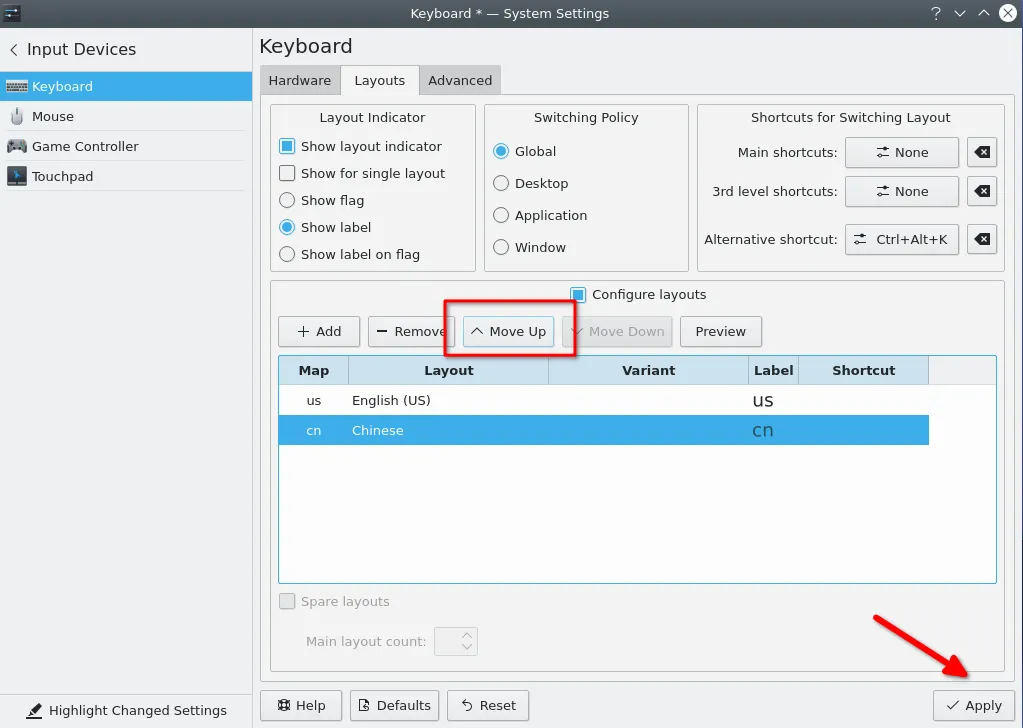 Keyboard * — System Settings
Input Devices
Keyboard
Mouse
Game Controller
Touchpad
Highlight Changed Settings
Keyboard
Hardware Layouts Advanced
Layout Indicator
Show layout indicator
Show for single layout
Show flag
Show label
Show label on flag
Switching Policy
Global
Desktop
Application
Window
Shortcuts for Switching Layout
Main shortcuts: None
3rd level shortcuts: None
Alternative shortcut: Ctrl+Alt+K
Configure layouts
Add Remove Move Up Move Down Preview
Map Layout Variant Label Shortcut
us English (US) us
cn Chinese cn
Spare layouts
Main layout count:
Help Defaults Reset Apply